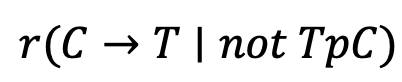 r(C → T | not TpC)